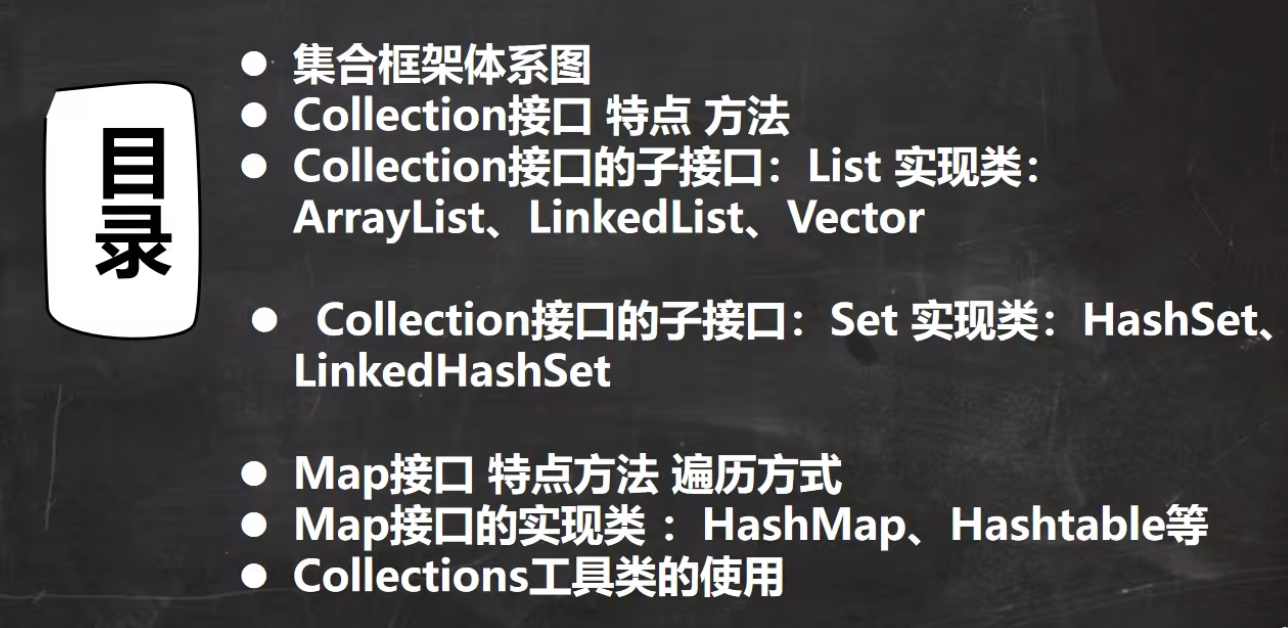 目录
● 集合框架体系图
● Collection接口 特点 方法
● Collection接口的子接口：List 实现类：
ArrayList、LinkedList、Vector
● Collection接口的子接口：Set 实现类：HashSet、
LinkedHashSet
● Map接口 特点方法 遍历方式
● Map接口的实现类 ：HashMap、Hashtable等
● Collections工具类的使用